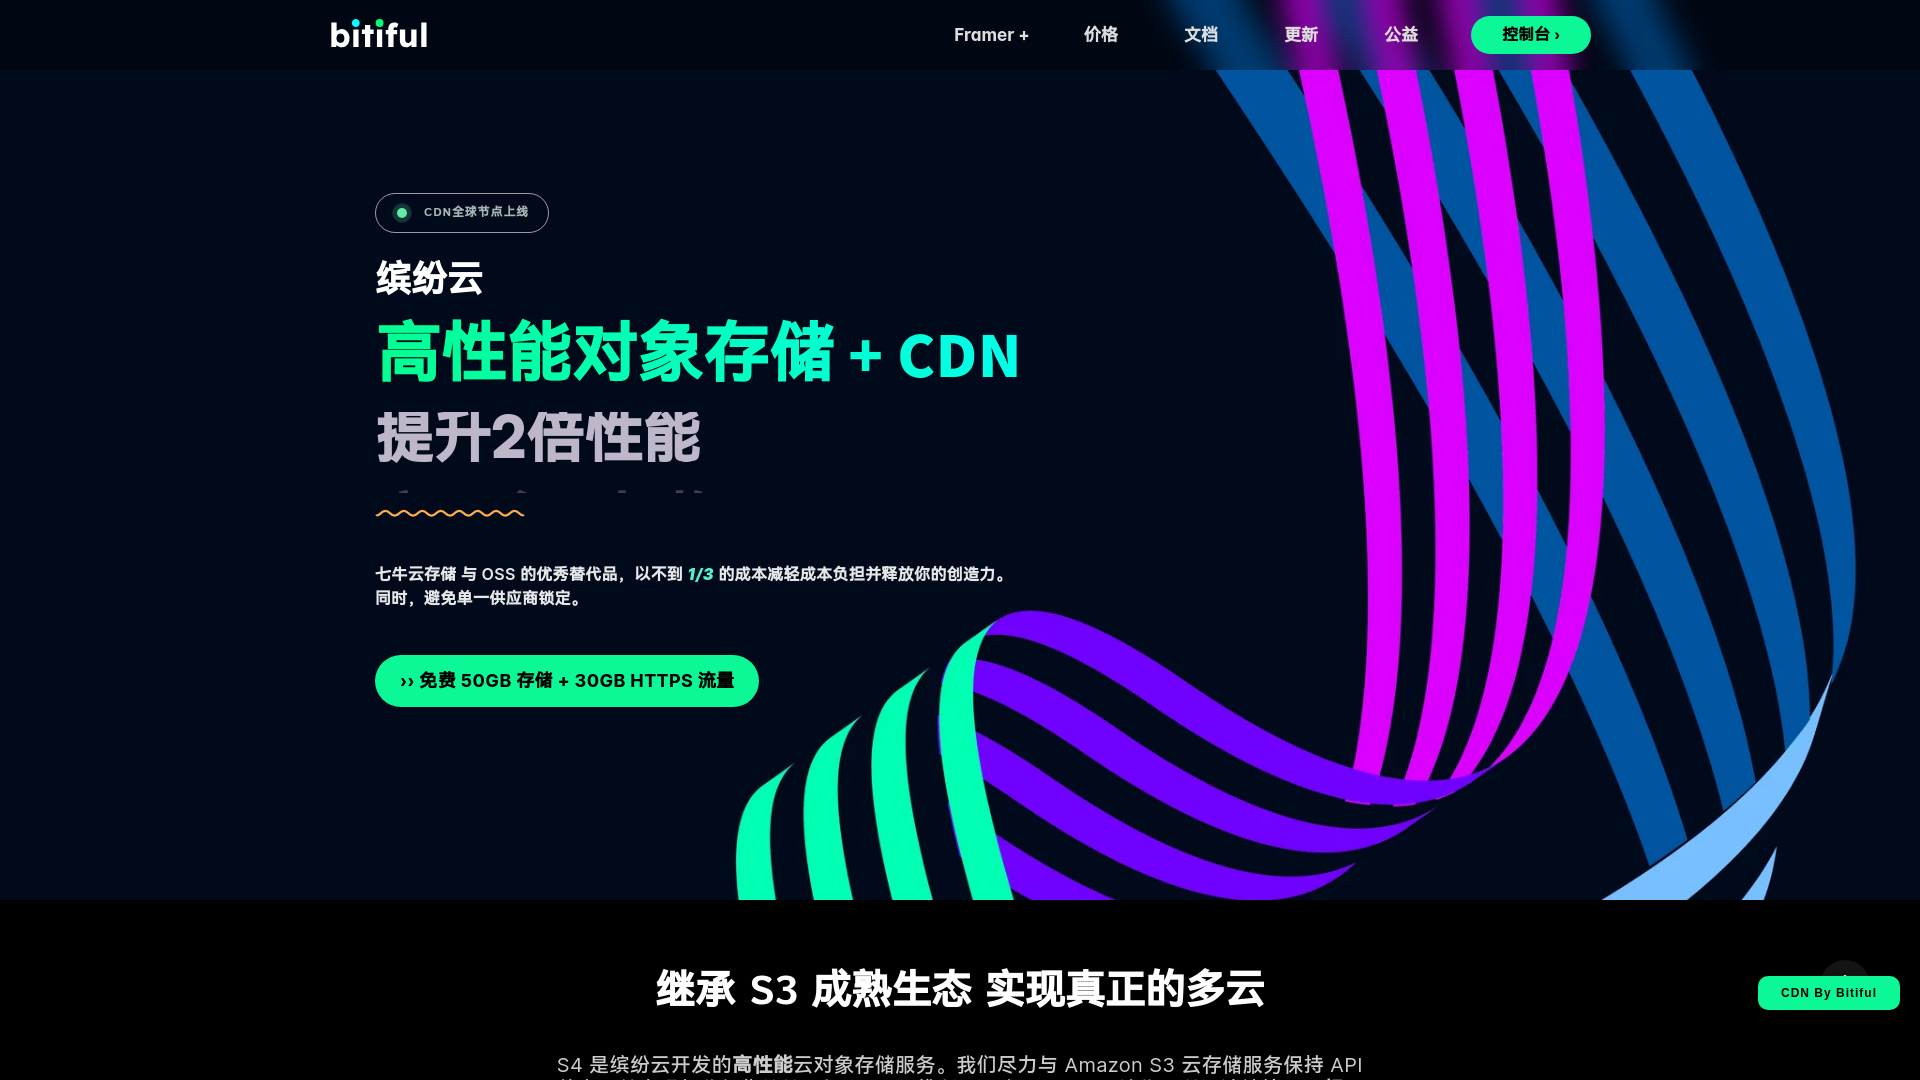 bitiful
Framer +
价格
文档
更新
公益
控制台 ›
CDN全球节点上线
缤纷云
高性能对象存储 + CDN
提升2倍性能
七牛云存储 与 OSS 的优秀替代品，以不到 1/3 的成本减轻成本负担并释放你的创造力。
同时，避免单一供应商锁定。
›› 免费 50GB 存储 + 30GB HTTPS 流量
继承 S3 成熟生态 实现真正的多云
CDN By Bitiful
S4 是缤纷云开发的高性能云对象存储服务。我们尽力与 Amazon S3 云存储服务保持 API